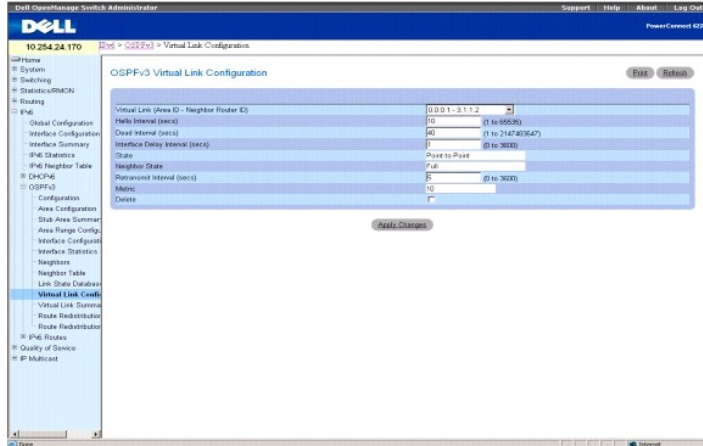 Dell OpenManage Switch Administrator
Support Help About Log Out
DELL
PowerConnect 622
10.254.24.170
IPv6 > OSPFv3 > Virtual Link Configuration
Home
System
Switching
Statistics/RMON
Routing
IPv6
Global Configuration
Interface Configuration
Interface Summary
IPv6 Statistics
IPv6 Neighbor Table
DHCPv6
OSPFv3
Configuration
Area Configuration
Stub Area Summar
Area Range Configu
Interface Configurati
Interface Statistics
Neighbors
Neighbor Table
Link State Databas
Virtual Link Confi
Virtual Link Summa
Route Redistribution
Route Redistribution
IPv6 Routes
Quality of Service
IP Multicast
OSPFv3 Virtual Link Configuration
Print Refresh
Virtual Link (Area ID - Neighbor Router ID) 0.0.0.1 - 3.1.1.2
Hello Interval (secs) 10 (1 to 65535)
Dead Interval (secs) 40 (1 to 2147483647)
Interface Delay Interval (secs) 1 (0 to 3600)
State Point-to-Point
Neighbor State Full
Retransmit Interval (secs) 5 (0 to 3600)
Metric 10
Delete
Apply Changes
Done
Internet